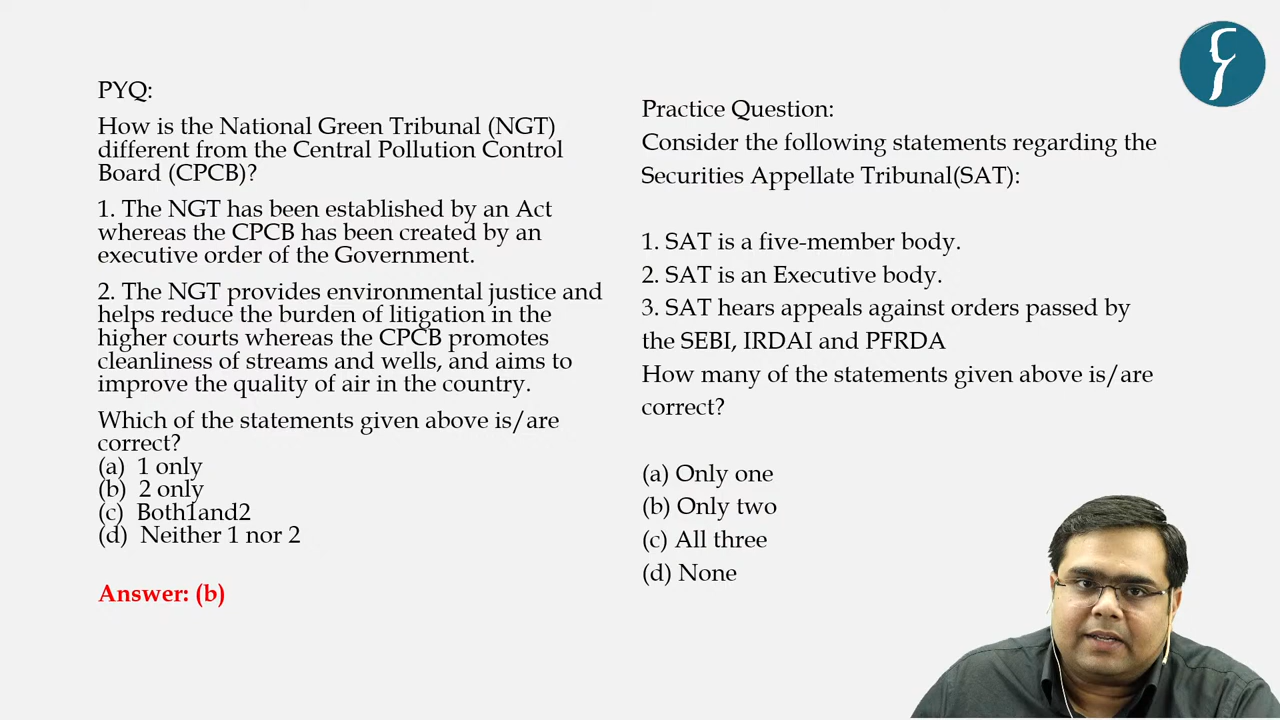 PYQ:
How is the National Green Tribunal (NGT)
different from the Central Pollution Control
Board (CPCB)?
1. The NGT has been established by an Act
whereas the CPCB has been created by an
executive order of the Government.
2. The NGT provides environmental justice and
helps reduce the burden of litigation in the
higher courts whereas the CPCB promotes
cleanliness of streams and wells, and aims to
improve the quality of air in the country.
Which of the statements given above is/are
correct?
(a) 1 only
(b) 2 only
(c) Both1and2
(d) Neither 1 nor 2
Answer: (b)
Practice Question:
Consider the following statements regarding the
Securities Appellate Tribunal(SAT):
1. SAT is a five-member body.
2. SAT is an Executive body.
3. SAT hears appeals against orders passed by
the SEBI, IRDAI and PFRDA
How many of the statements given above is/are
correct?
(a) Only one
(b) Only two
(c) All three
(d) None